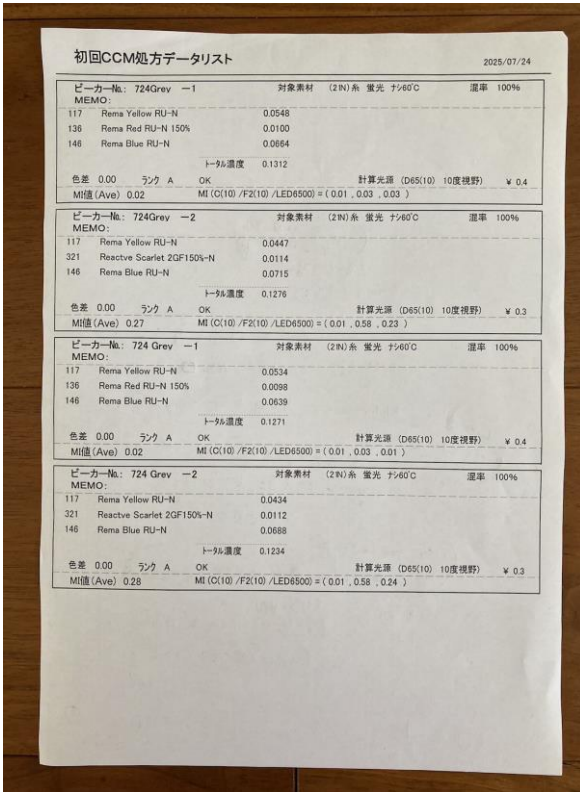 初回CCM処方データリスト 2025/07/24
ビーカーNo.: 724Grey －1 対象素材 (2IN)糸 蛍光 ナシ60℃ 混率 100%
MEMO:
117 Rema Yellow RU-N 0.0548
136 Rema Red RU-N 150% 0.0100
146 Rema Blue RU-N 0.0664
トータル濃度 0.1312
色差 0.00 ランク A OK 計算光源 (D65(10) 10度視野) ¥ 0.4
MI値(Ave) 0.02 MI (C(10) /F2(10) /LED6500) = ( 0.01 , 0.03 , 0.03 )
ビーカーNo.: 724Grey －2 対象素材 (2IN)糸 蛍光 ナシ60℃ 混率 100%
MEMO:
117 Rema Yellow RU-N 0.0447
321 Reactve Scarlet 2GF150%-N 0.0114
146 Rema Blue RU-N 0.0715
トータル濃度 0.1276
色差 0.00 ランク A OK 計算光源 (D65(10) 10度視野) ¥ 0.3
MI値(Ave) 0.27 MI (C(10) /F2(10) /LED6500) = ( 0.01 , 0.58 , 0.23 )
ビーカーNo.: 724 Grey －1 対象素材 (2IN)糸 蛍光 ナシ60℃ 混率 100%
MEMO:
117 Rema Yellow RU-N 0.0534
136 Rema Red RU-N 150% 0.0098
146 Rema Blue RU-N 0.0639
トータル濃度 0.1271
色差 0.00 ランク A OK 計算光源 (D65(10) 10度視野) ¥ 0.4
MI値(Ave) 0.02 MI (C(10) /F2(10) /LED6500) = ( 0.01 , 0.03 , 0.01 )
ビーカーNo.: 724 Grey －2 対象素材 (2IN)糸 蛍光 ナシ60℃ 混率 100%
MEMO:
117 Rema Yellow RU-N 0.0434
321 Reactve Scarlet 2GF150%-N 0.0112
146 Rema Blue RU-N 0.0688
トータル濃度 0.1234
色差 0.00 ランク A OK 計算光源 (D65(10) 10度視野) ¥ 0.3
MI値(Ave) 0.28 MI (C(10) /F2(10) /LED6500) = ( 0.01 , 0.58 , 0.24 )